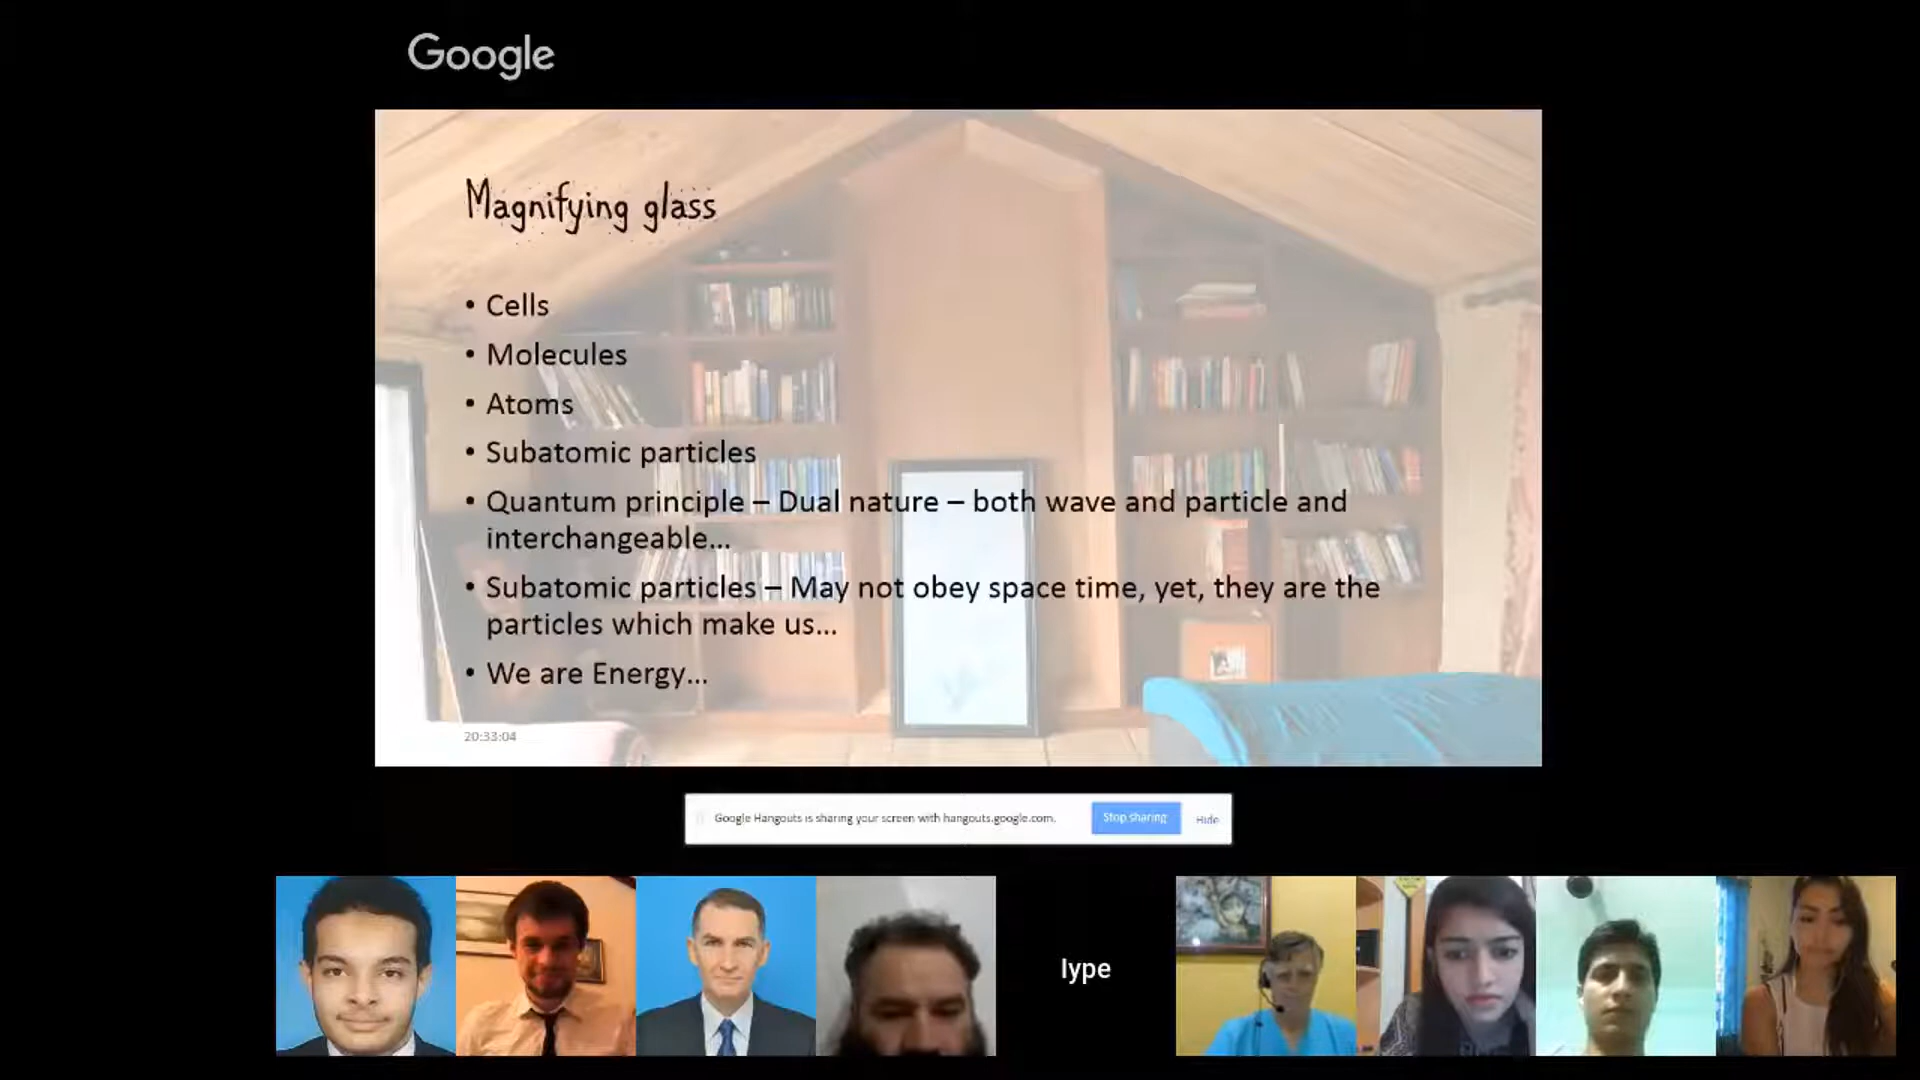 Google
Magnifying glass
• Cells
• Molecules
• Atoms
• Subatomic particles
• Quantum principle – Dual nature – both wave and particle and
interchangeable...
• Subatomic particles – May not obey space time, yet, they are the
particles which make us...
• We are Energy...
20:33:04
Google Hangouts is sharing your screen with hangouts.google.com.
Stop sharing
Hide
Iype